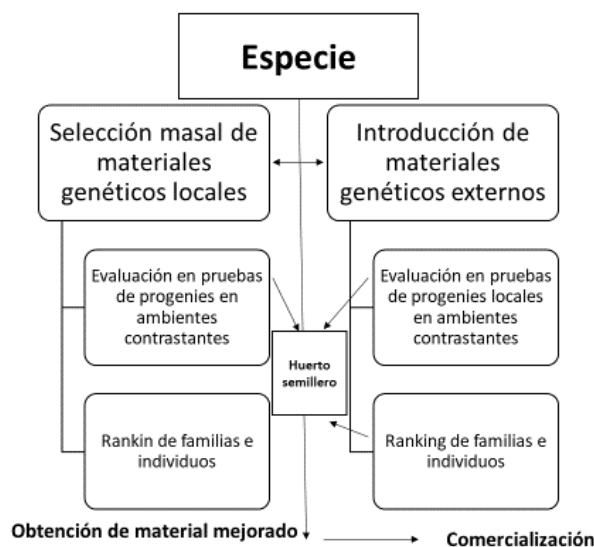 Especie
Selección masal de
materiales
genéticos locales
Introducción de
materiales
genéticos externos
Evaluación en pruebas
de progenies en
ambientes
contrastantes
Evaluación en pruebas
de progenies locales
en ambientes
contrastantes
Huerto
semillero
Rankin de familias e
individuos
Ranking de familias e
individuos
Obtención de material mejorado
Comercialización